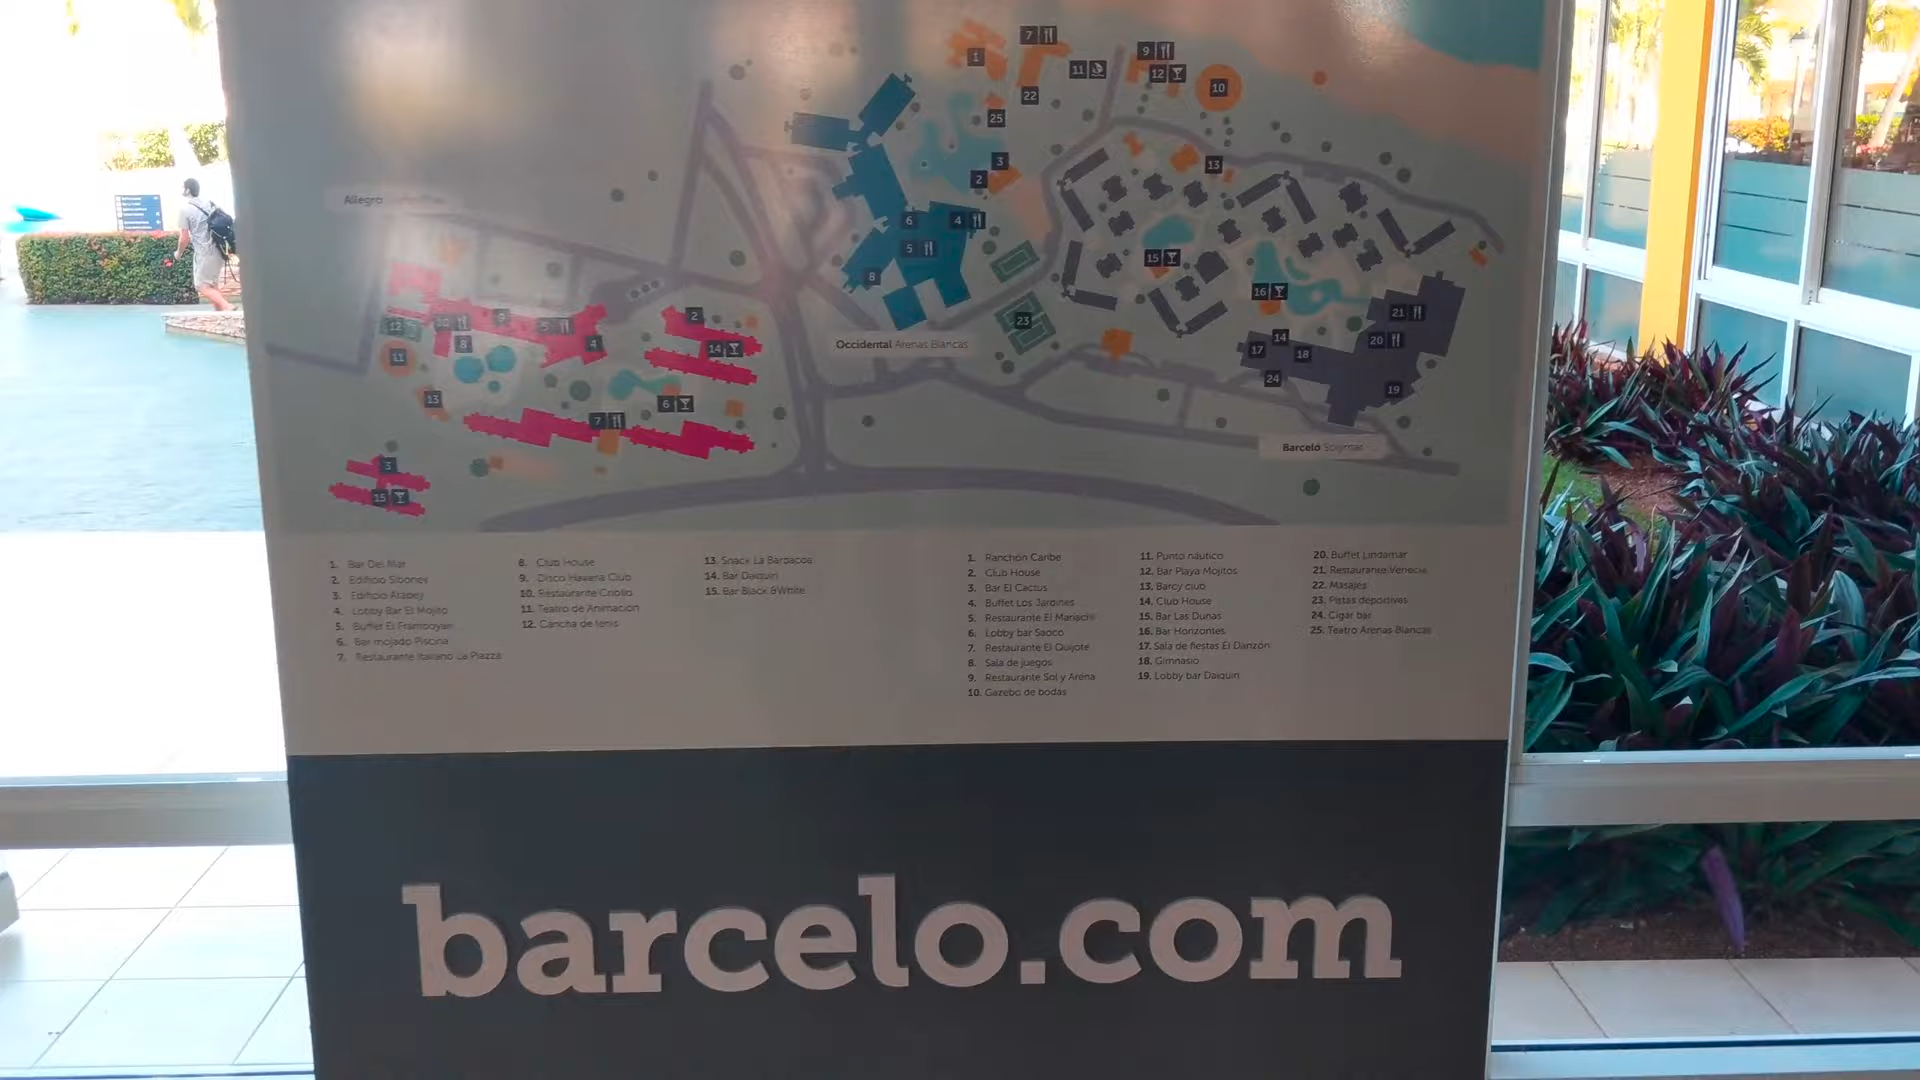 Allegro
Occidental Arenas Blancas
Barceló Solymar
1. Bar Del Mar
2. Edificio Siboney
3. Edificio Arabey
4. Lobby Bar El Mojito
5. Buffet El Framboyan
6. Bar mojado Piscina
7. Restaurante Italiano La Piazza
8. Club House
9. Disco Havana Club
10. Restaurante Criollo
11. Teatro de Animación
12. Cancha de tenis
13. Snack La Barbacoa
14. Bar Daiquiri
15. Bar Black & White
1. Ranchón Caribe
2. Club House
3. Bar El Cactus
4. Buffet Los Jardines
5. Restaurante El Mariachi
6. Lobby bar Saoco
7. Restaurante El Quijote
8. Sala de juegos
9. Restaurante Sol y Arena
10. Gazebo de bodas
11. Punto náutico
12. Bar Playa Mojitos
13. Barcy club
14. Club House
15. Bar Las Dunas
16. Bar Horizontes
17. Sala de fiestas El Danzón
18. Gimnasio
19. Lobby bar Daiquiri
20. Buffet Lindamar
21. Restaurante Venecia
22. Masajes
23. Pistas deportivas
24. Cigar bar
25. Teatro Arenas Blancas
barcelo.com